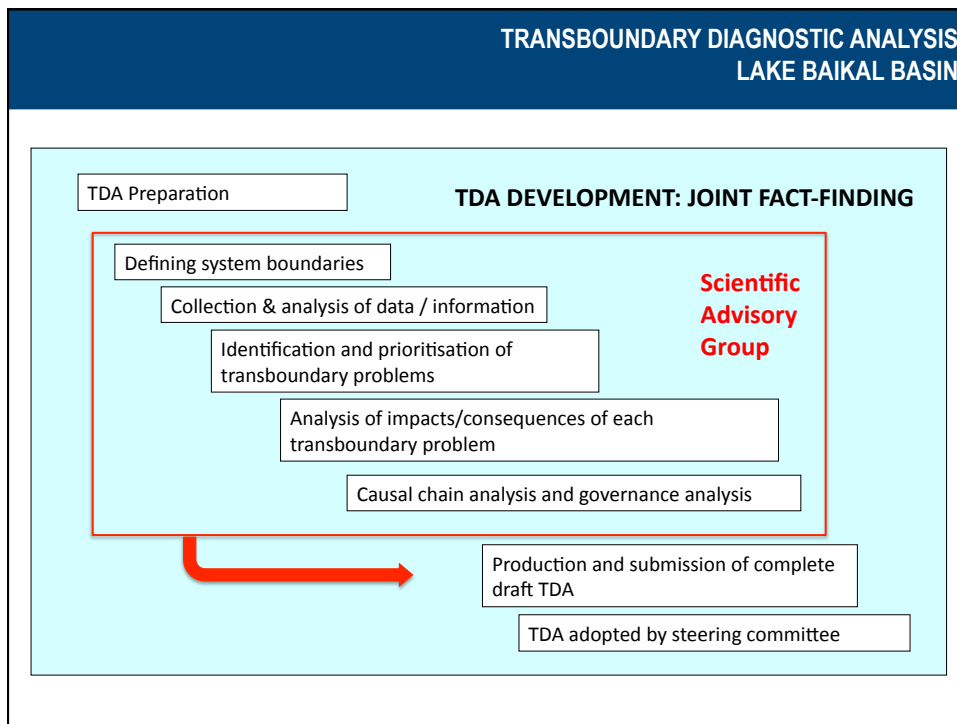 TRANSBOUNDARY DIAGNOSTIC ANALYSIS
LAKE BAIKAL BASIN
TDA Preparation
TDA DEVELOPMENT: JOINT FACT-FINDING
Defining system boundaries
Scientific
Advisory
Group
Collection & analysis of data / information
Identification and prioritisation of
transboundary problems
Analysis of impacts/consequences of each
transboundary problem
Causal chain analysis and governance analysis
Production and submission of complete
draft TDA
TDA adopted by steering committee